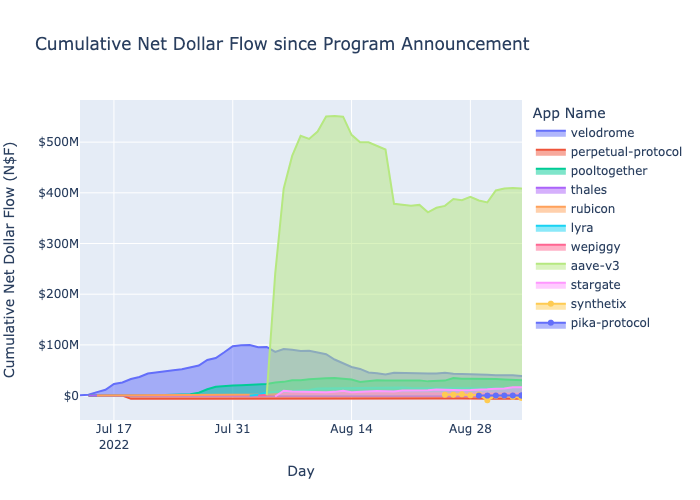 Cumulative Net Dollar Flow since Program Announcement
Cumulative Net Dollar Flow (N$F)
$500M
$400M
$300M
$200M
$100M
$0
Jul 17
2022
Jul 31
Aug 14
Aug 28
Day
App Name
velodrome
perpetual-protocol
pooltogether
thales
rubicon
lyra
wepiggy
aave-v3
stargate
synthetix
pika-protocol